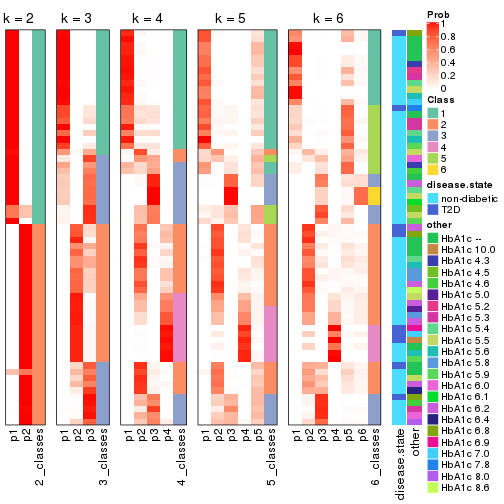 k = 2
k = 3
k = 4
k = 5
k = 6
p1
p2
2_classes
p1
p2
p3
3_classes
p1
p2
p3
p4
4_classes
p1
p2
p3
p4
p5
5_classes
p1
p2
p3
p4
p5
p6
6_classes
disease.state
other
Prob
1
0.8
0.6
0.4
0.2
0
Class
1
2
3
4
5
6
disease.state
non-diabetic
T2D
other
HbA1c --
HbA1c 10.0
HbA1c 4.3
HbA1c 4.5
HbA1c 4.6
HbA1c 5.0
HbA1c 5.2
HbA1c 5.3
HbA1c 5.4
HbA1c 5.5
HbA1c 5.6
HbA1c 5.8
HbA1c 5.9
HbA1c 6.0
HbA1c 6.1
HbA1c 6.2
HbA1c 6.4
HbA1c 6.8
HbA1c 6.9
HbA1c 7.0
HbA1c 7.8
HbA1c 8.0
HbA1c 8.6